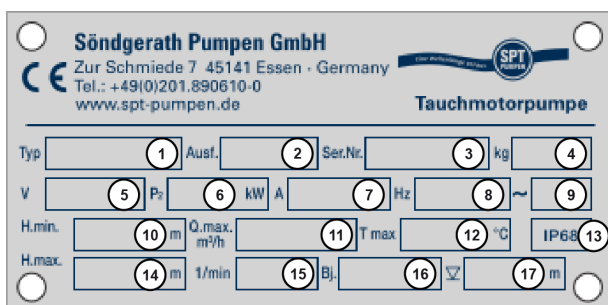 Söndgerath Pumpen GmbH
CE Zur Schmiede 7 45141 Essen - Germany
Tel.: +49(0)201.890610-0
www.spt-pumpen.de
SPT
PUMPEN
Tauchmotorpumpe
Typ 1 Ausf. 2 Ser.Nr. 3 kg 4
V 5 P2 6 kW A 7 Hz 8 ~ 9
H.min. 10 m Q.max. m³/h 11 T max 12 °C IP68 13
H.max. 14 m 1/min 15 Bj. 16 17 m